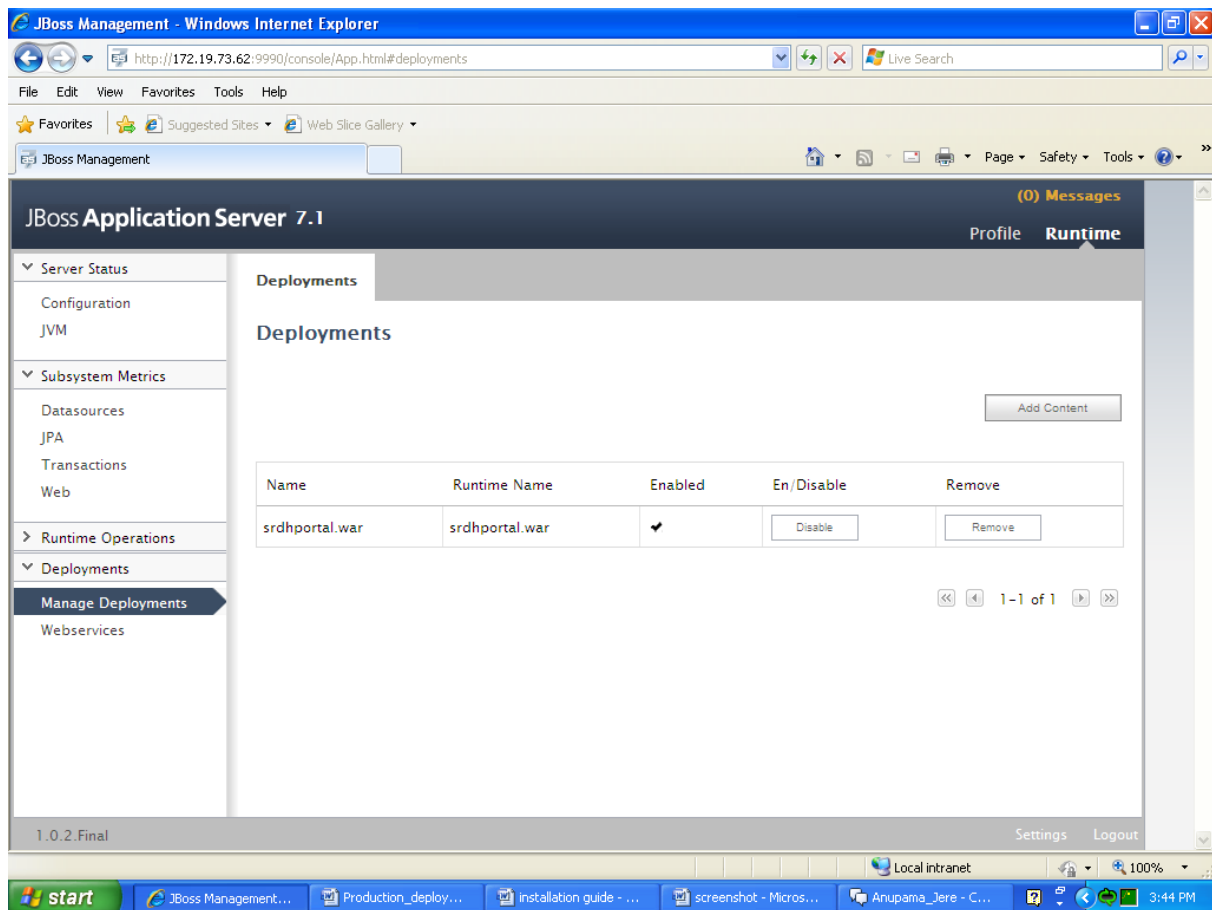 JBoss Management - Windows Internet Explorer
http://172.19.73.62:9990/console/App.html#deployments
Live Search
File Edit View Favorites Tools Help
Favorites Suggested Sites Web Slice Gallery
JBoss Management Page Safety Tools »
(0) Messages
JBoss Application Server 7.1
Profile Runtime
Server Status
Configuration
JVM
Subsystem Metrics
Datasources
JPA
Transactions
Web
Runtime Operations
Deployments
Manage Deployments
Webservices
Deployments
Deployments
Add Content
Name Runtime Name Enabled En/Disable Remove
srdhportal.war srdhportal.war Disable Remove
1-1 of 1
1.0.2.Final Settings Logout
Local intranet 100%
start JBoss Management... Production_deploy... installation guide - ... screenshot - Micros... Anupama_Jere - C... 3:44 PM